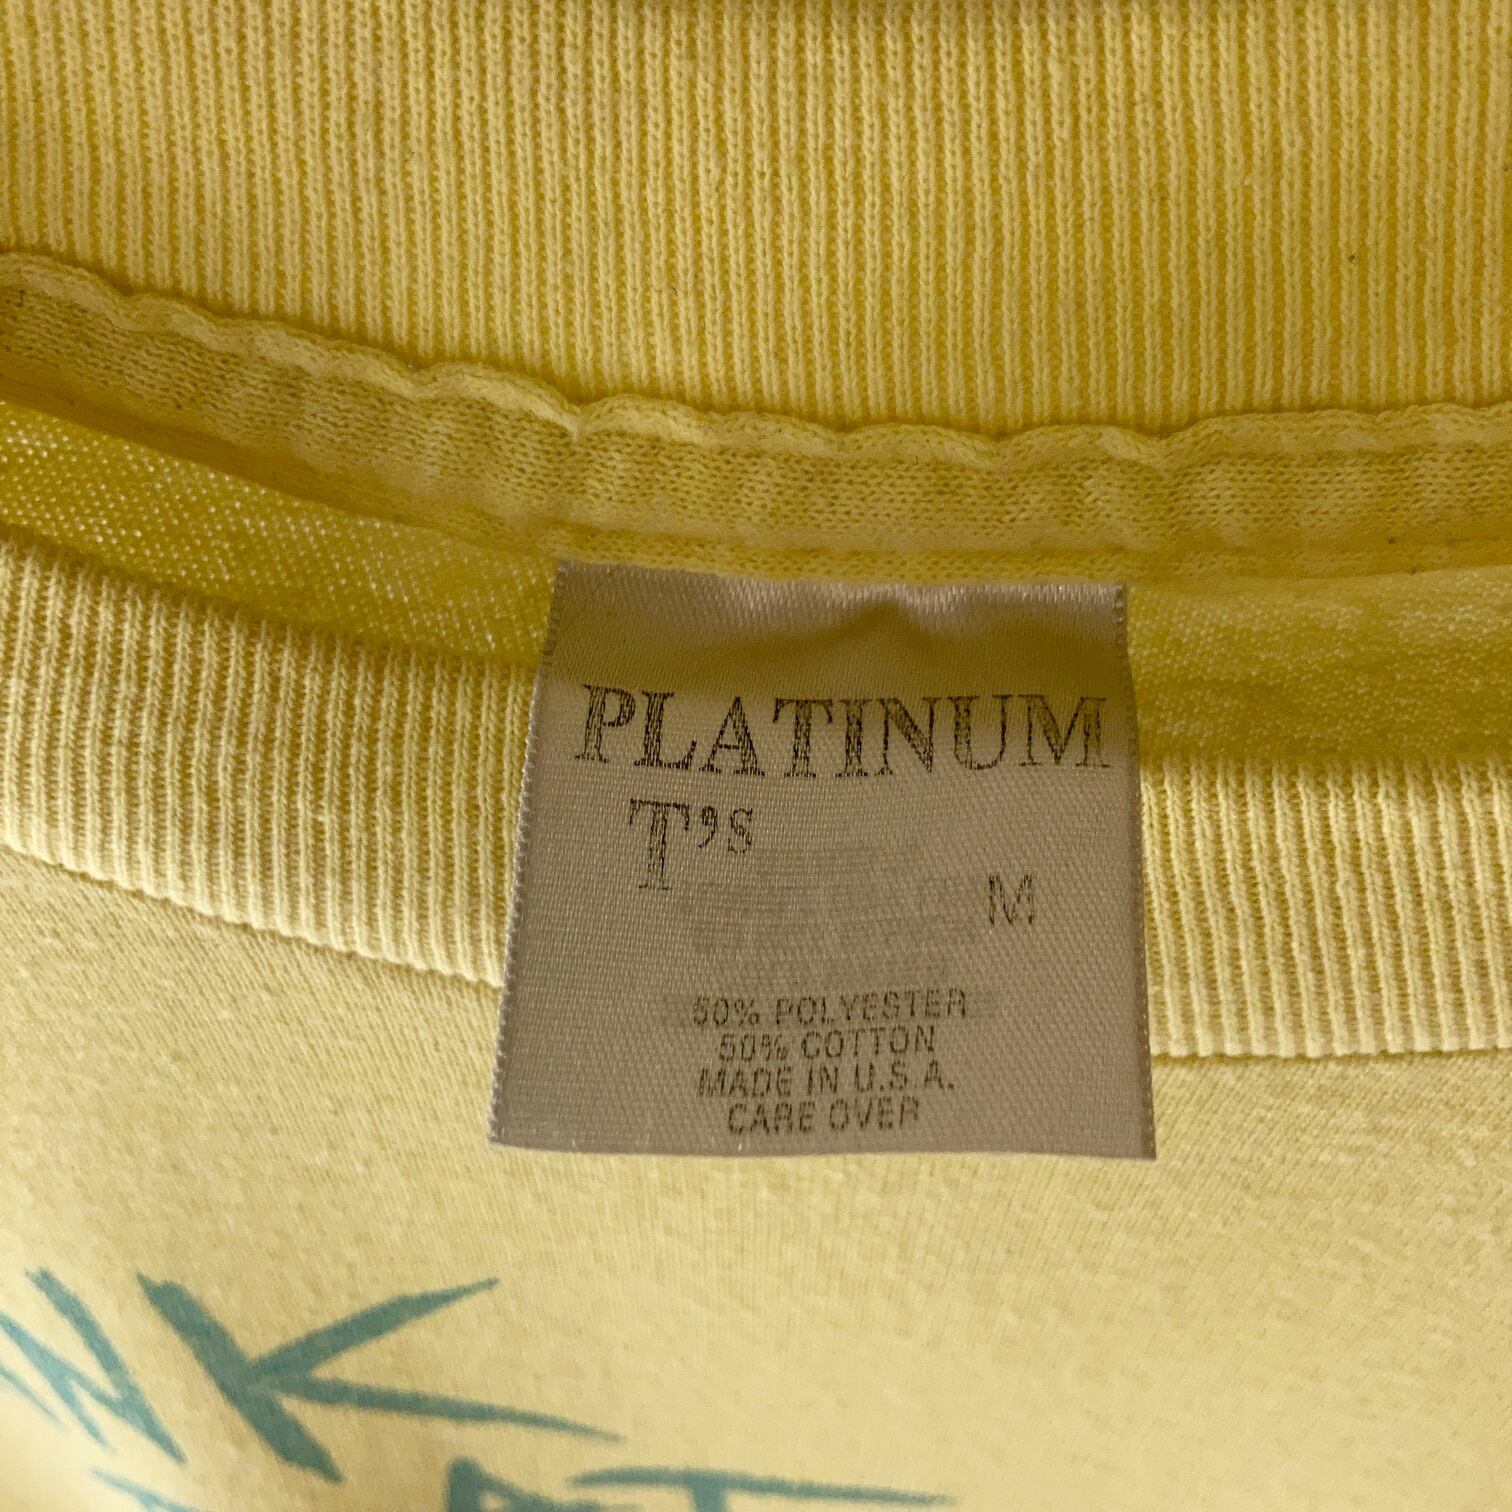 PLATINUM
T's
M
50% POLYESTER
50% COTTON
MADE IN U.S.A.
CARE OVER